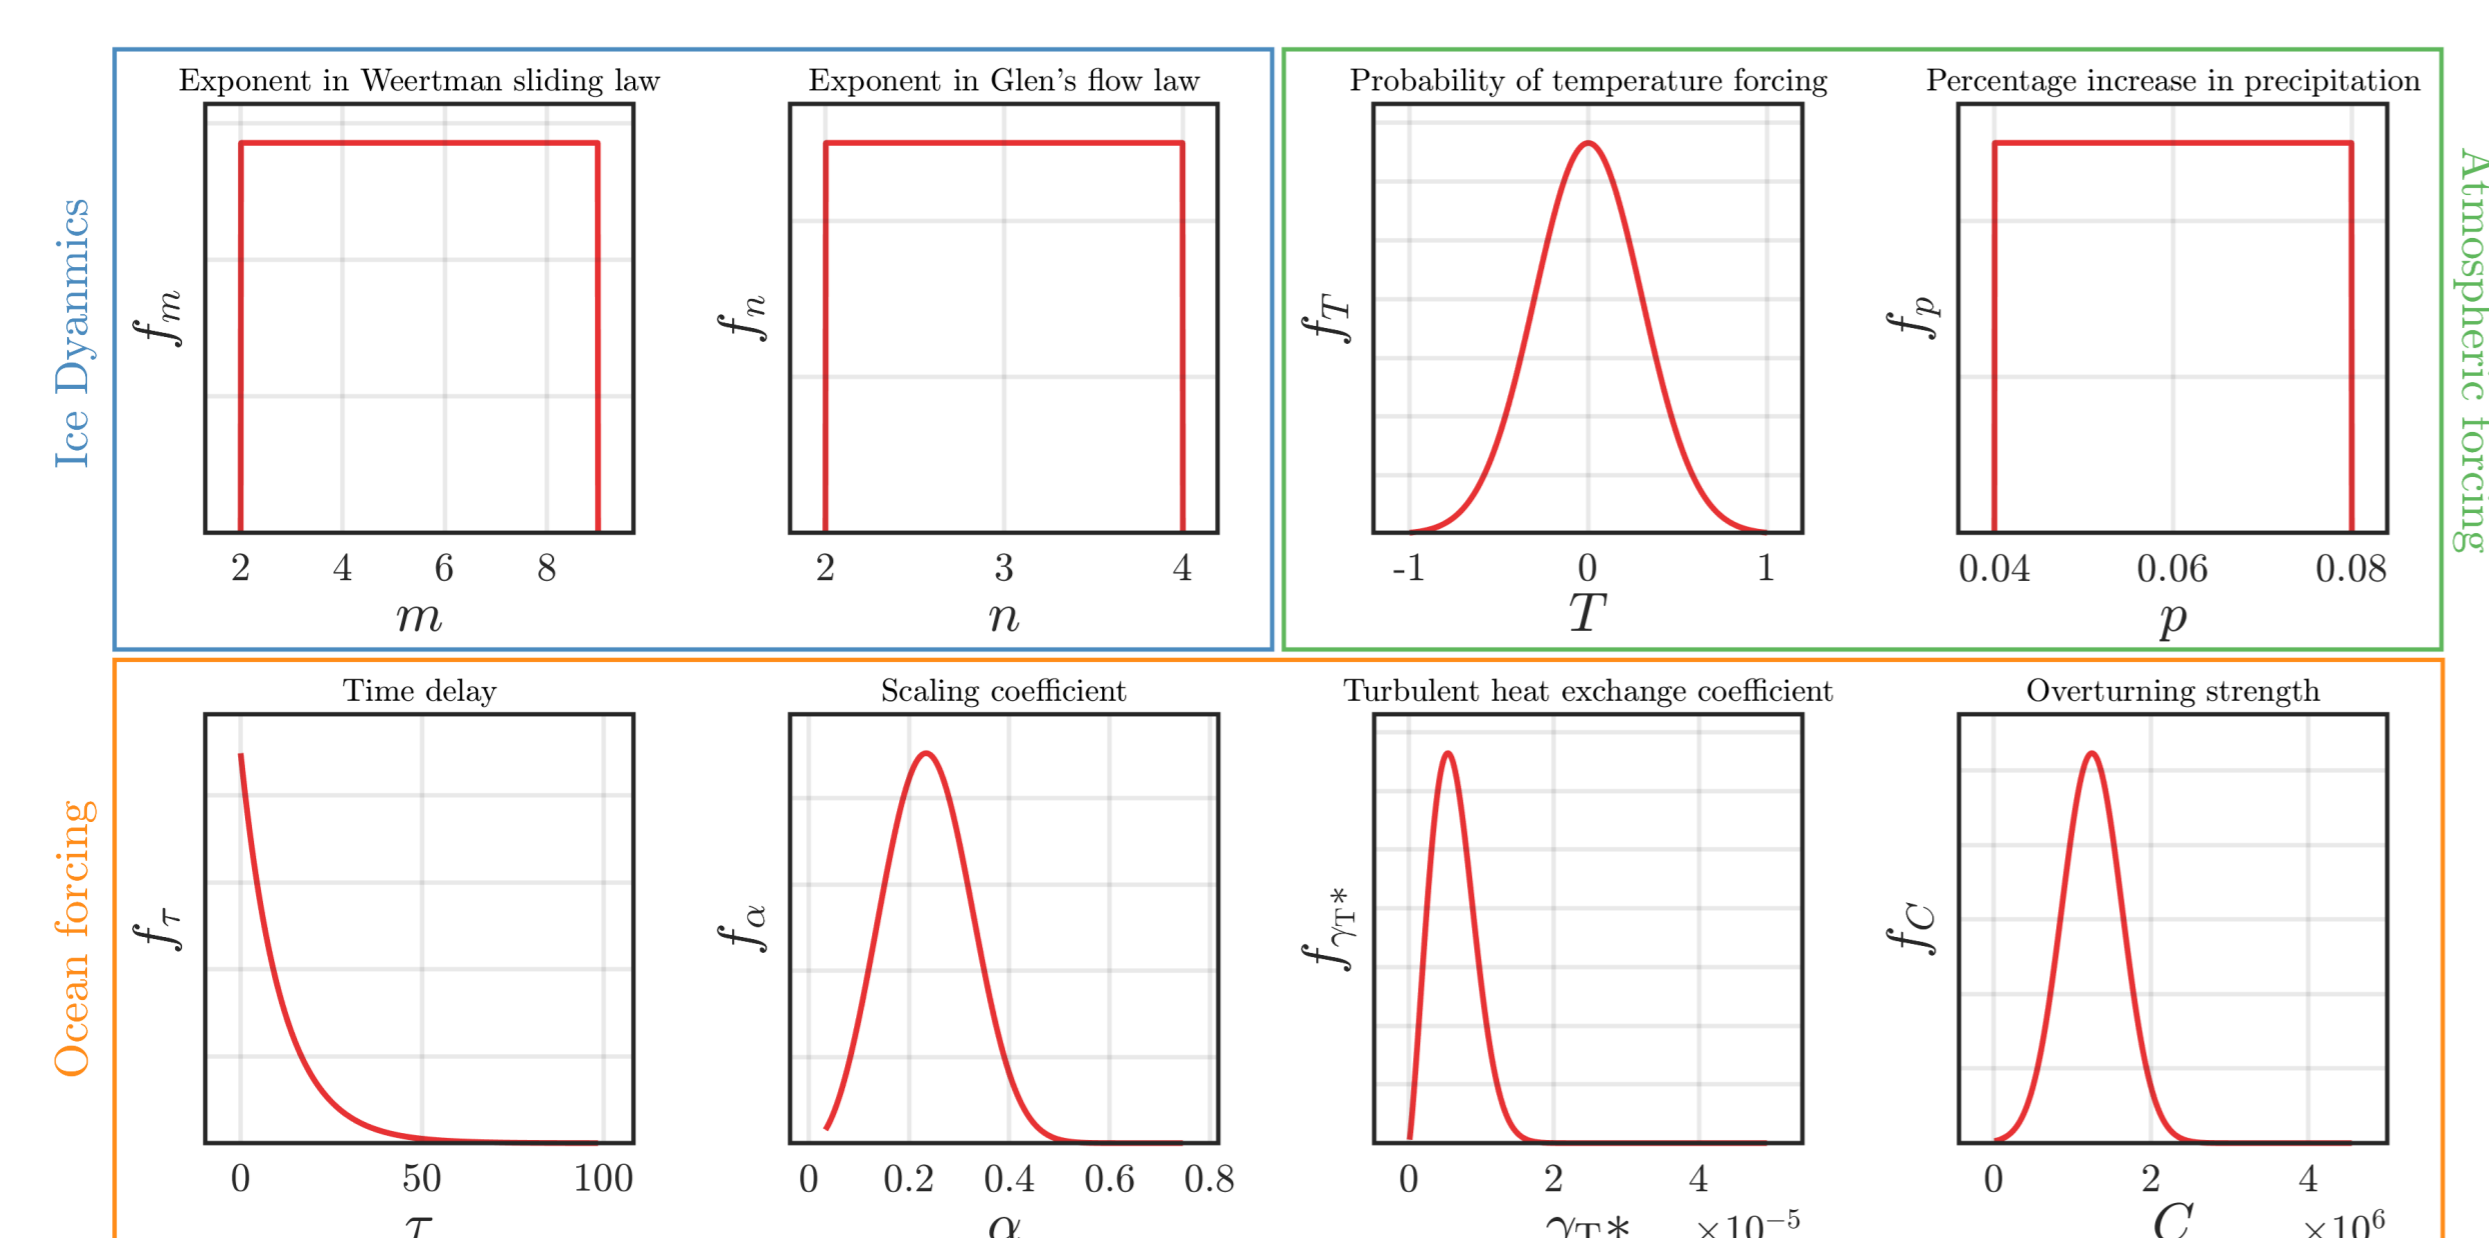 Exponent in Weertman sliding law
Exponent in Glen's flow law
Probability of temperature forcing
Percentage increase in precipitation
Ice Dyanmics
f_m
f_n
f_T
f_p
Atmospheric forcing
2 4 6 8
2 3 4
-1 0 1
0.04 0.06 0.08
m
n
T
p
Time delay
Scaling coefficient
Turbulent heat exchange coefficient
Overturning strength
Ocean forcing
f_τ
f_α
f_{γ_T*}
f_C
0 50 100
0 0.2 0.4 0.6 0.8
0 2 4
0 2 4
τ
α
γ_T* ×10⁻⁵
C ×10⁶